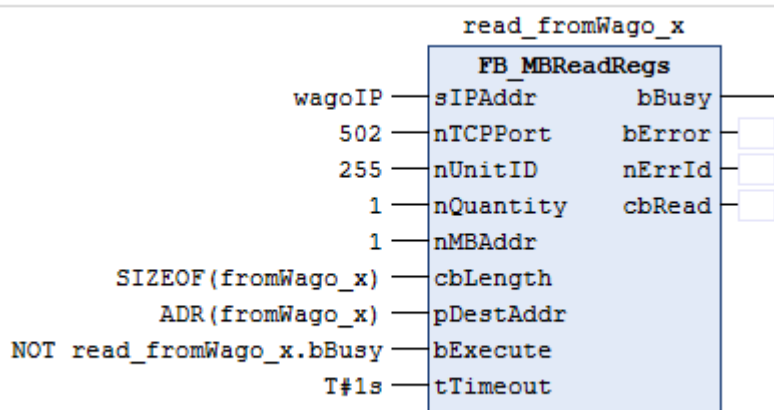 read_fromWago_x
FB_MBReadRegs
wagoIP sIPAddr bBusy
502 nTCPPort bError
255 nUnitID nErrId
1 nQuantity cbRead
1 nMBAddr
SIZEOF(fromWago_x) cbLength
ADR(fromWago_x) pDestAddr
NOT read_fromWago_x.bBusy bExecute
T#1s tTimeout